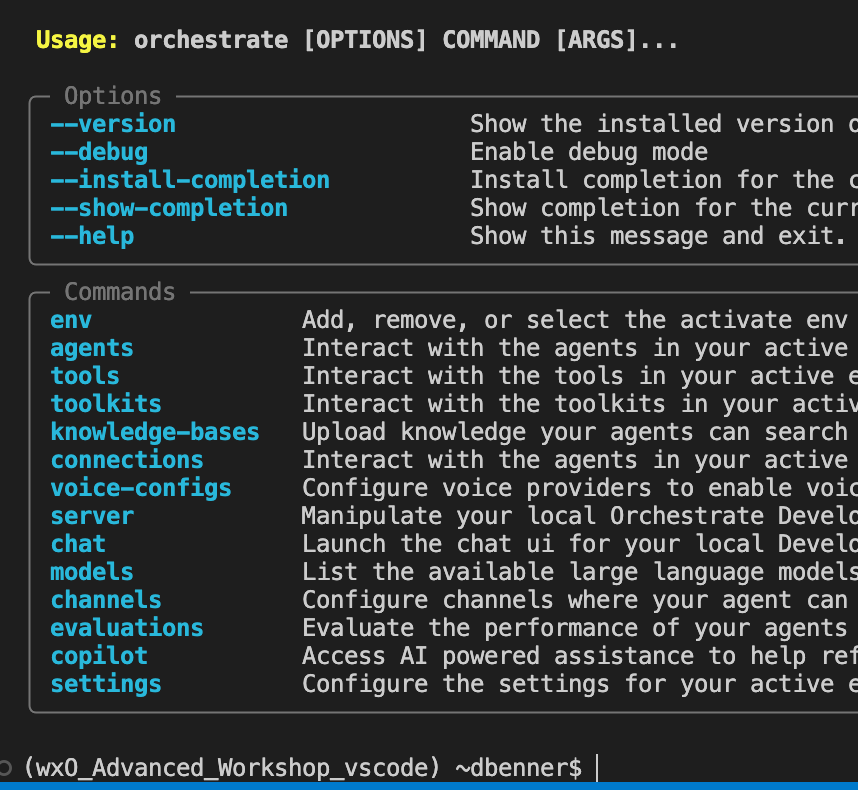 Usage: orchestrate [OPTIONS] COMMAND [ARGS]...
Options
--version Show the installed version
--debug Enable debug mode
--install-completion Install completion for the
--show-completion Show completion for the
--help Show this message and exit.
Commands
env Add, remove, or select the activate env
agents Interact with the agents in your active
tools Interact with the tools in your active
toolkits Interact with the toolkits in your
knowledge-bases Upload knowledge your agents can search
connections Interact with the agents in your active
voice-configs Configure voice providers to enable
server Manipulate your local Orchestrate
chat Launch the chat ui for your local
models List the available large language models
channels Configure channels where your agent can
evaluations Evaluate the performance of your agents
copilot Access AI powered assistance to help
settings Configure the settings for your active
(wxO_Advanced_Workshop_vscode) ~dbenner$